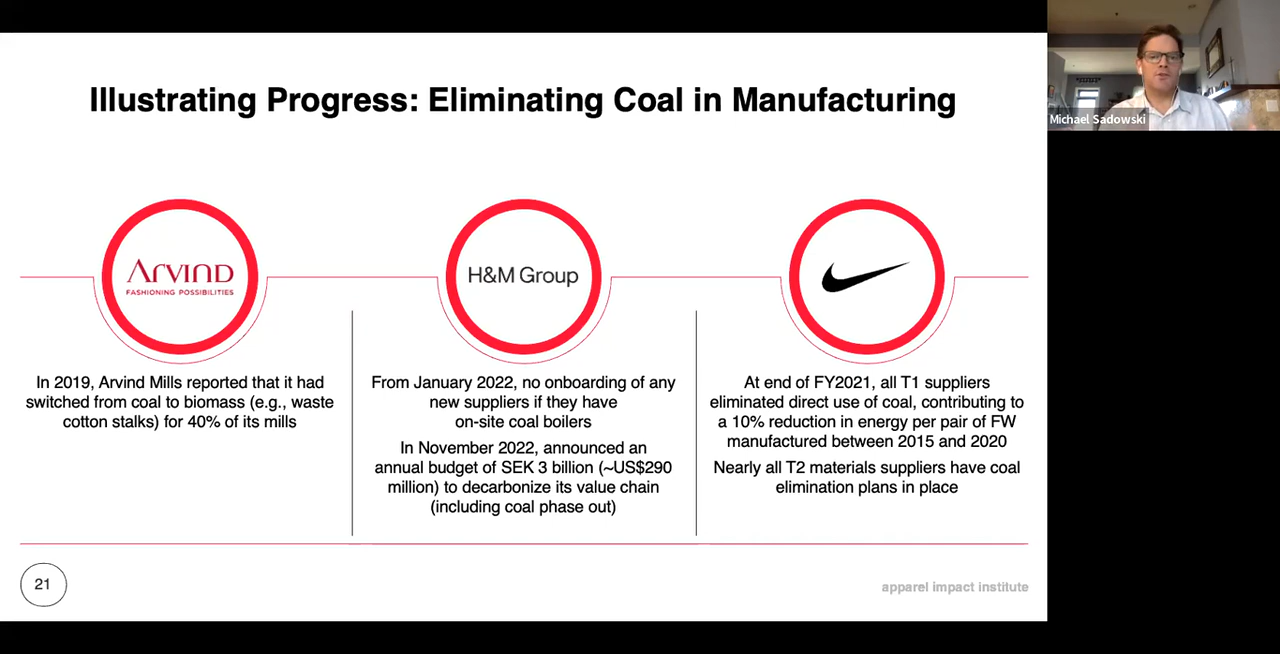 Illustrating Progress: Eliminating Coal in Manufacturing
Michael Sadowski
ARVIND
FASHIONING POSSIBILITIES
H&M Group
In 2019, Arvind Mills reported that it had
switched from coal to biomass (e.g., waste
cotton stalks) for 40% of its mills
From January 2022, no onboarding of any
new suppliers if they have
on-site coal boilers
In November 2022, announced an
annual budget of SEK 3 billion (~US$290
million) to decarbonize its value chain
(including coal phase out)
At end of FY2021, all T1 suppliers
eliminated direct use of coal, contributing to
a 10% reduction in energy per pair of FW
manufactured between 2015 and 2020
Nearly all T2 materials suppliers have coal
elimination plans in place
21
apparel impact institute